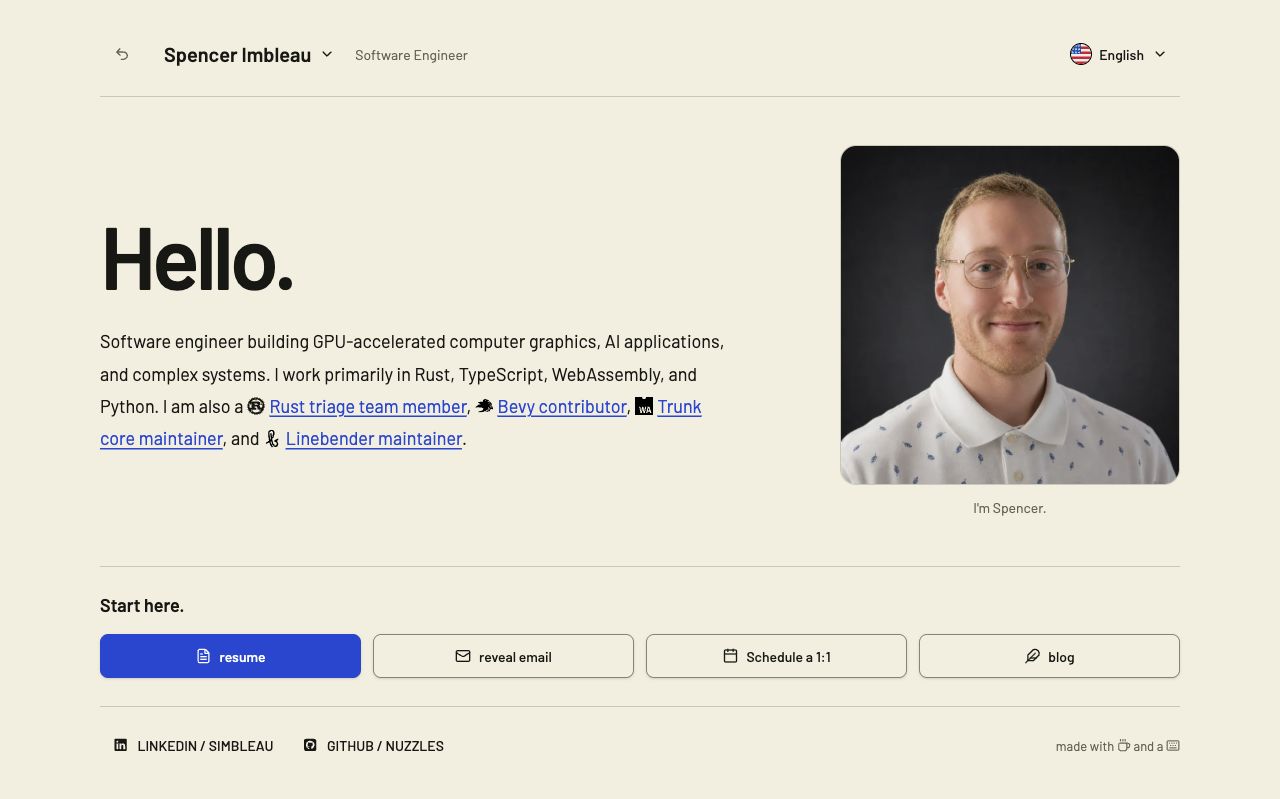 Spencer Imbleau
Software Engineer
English
Hello.
Software engineer building GPU-accelerated computer graphics, AI applications,
and complex systems. I work primarily in Rust, TypeScript, WebAssembly, and
Python. I am also a Rust triage team member, Bevy contributor, WA Trunk
core maintainer, and Linebender maintainer.
I'm Spencer.
Start here.
resume
reveal email
Schedule a 1:1
blog
LINKEDIN / SIMBLEAU
GITHUB / NUZZLES
made with and a